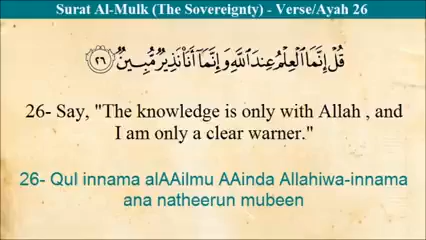 Surat Al-Mulk (The Sovereignty) - Verse/Ayah 26
قُلْ إِنَّمَا الْعِلْمُ عِندَ اللَّهِ وَإِنَّمَا أَنَا نَذِيرٌ مُّبِينٌ ﴿٢٦﴾
26- Say, "The knowledge is only with Allah , and
I am only a clear warner."
26- Qul innama alAAilmu AAinda Allahiwa-innama
ana natheerun mubeen